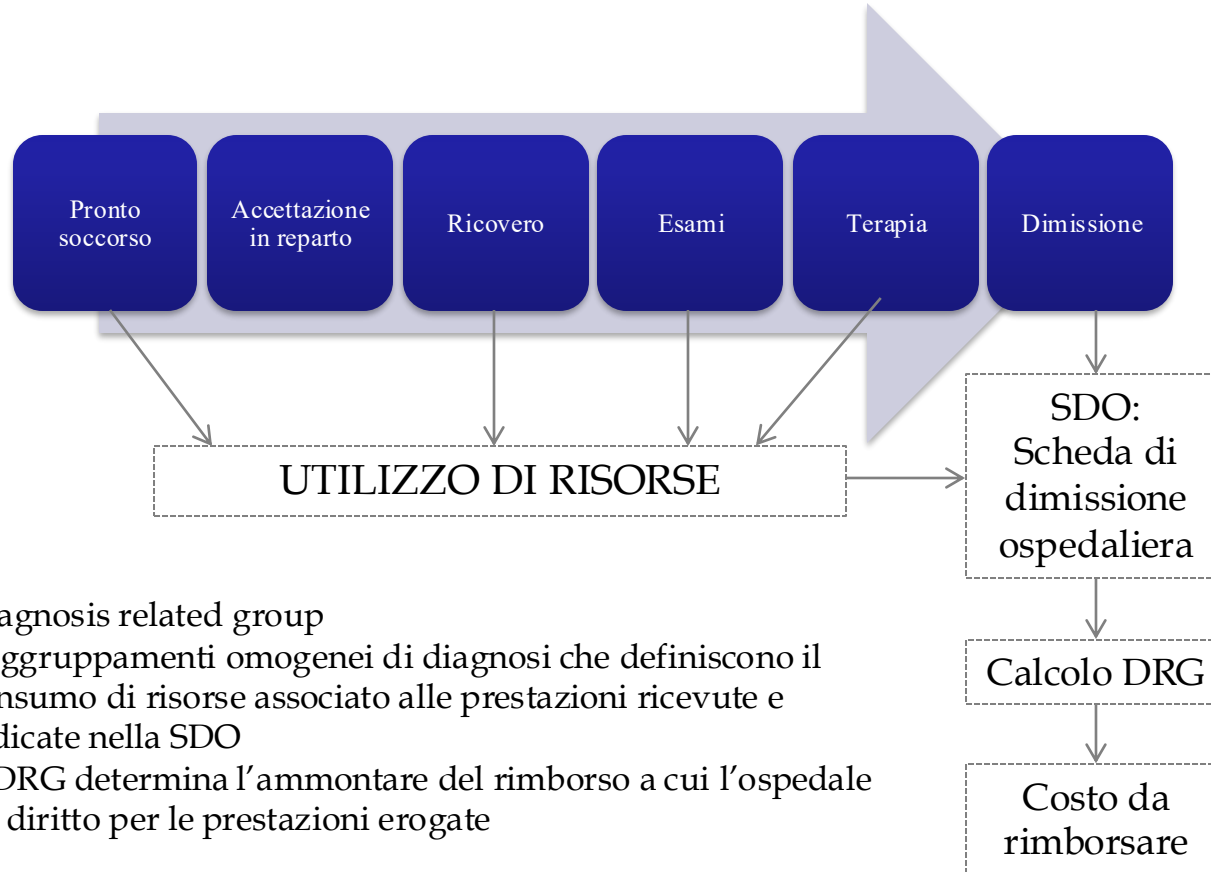 Pronto
soccorso
Accettazione
in reparto
Ricovero
Esami
Terapia
Dimissione
UTILIZZO DI RISORSE
SDO:
Scheda di
dimissione
ospedaliera
Calcolo DRG
Costo da
rimborsare
agnosis related group
aggruppamenti omogenei di diagnosi che definiscono il
nsumo di risorse associato alle prestazioni ricevute e
dicate nella SDO
DRG determina l’ammontare del rimborso a cui l’ospedale
diritto per le prestazioni erogate